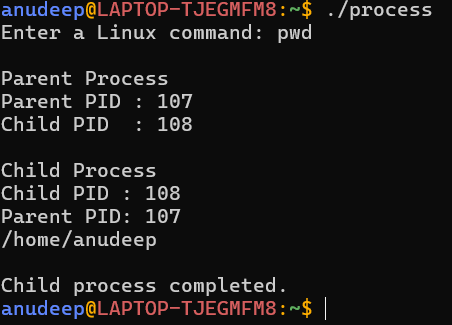 anudeep@LAPTOP-TJEGMFM8:~$ ./process
Enter a Linux command: pwd
Parent Process
Parent PID : 107
Child PID  : 108
Child Process
Child PID : 108
Parent PID: 107
/home/anudeep
Child process completed.
anudeep@LAPTOP-TJEGMFM8:~$